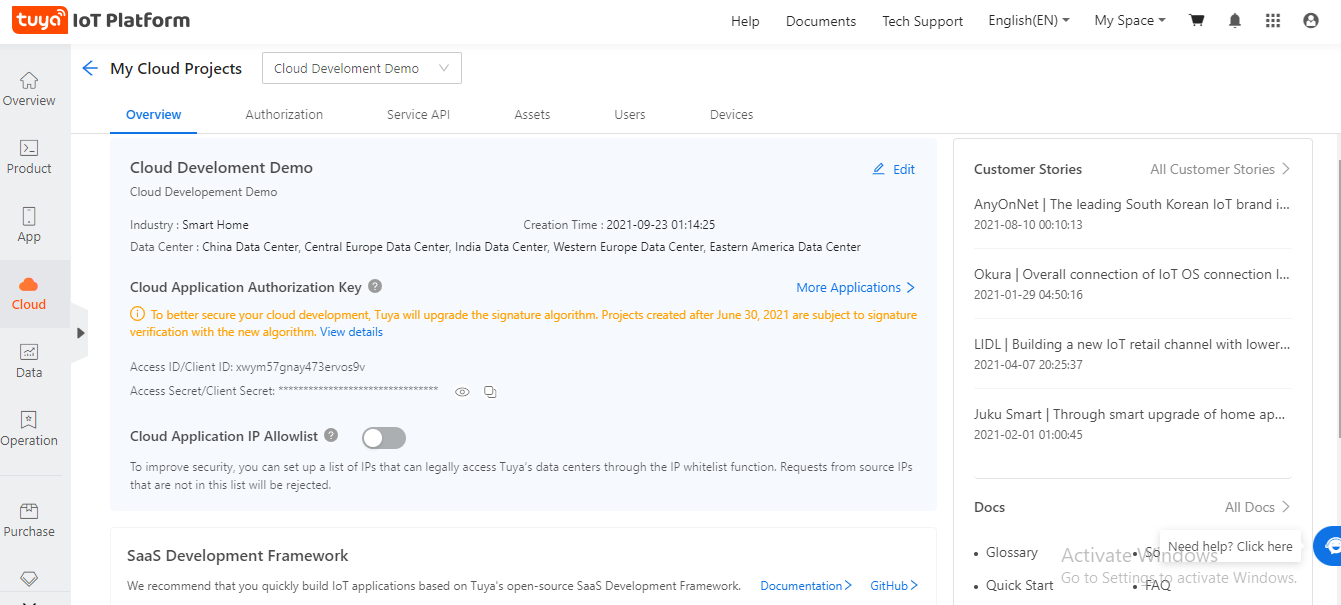 tuya IoT Platform
Help Documents Tech Support English(EN) My Space
My Cloud Projects Cloud Develoment Demo
Overview Authorization Service API Assets Users Devices
Overview
Product
App
Cloud
Data
Operation
Purchase
Cloud Develoment Demo
Edit
Cloud Developement Demo
Industry : Smart Home Creation Time : 2021-09-23 01:14:25
Data Center : China Data Center, Central Europe Data Center, India Data Center, Western Europe Data Center, Eastern America Data Center
Cloud Application Authorization Key ? More Applications >
To better secure your cloud development, Tuya will upgrade the signature algorithm. Projects created after June 30, 2021 are subject to signature
verification with the new algorithm. View details
Access ID/Client ID: xwym57gnay473ervos9v
Access Secret/Client Secret: ********************************
Cloud Application IP Allowlist ?
To improve security, you can set up a list of IPs that can legally access Tuya's data centers through the IP whitelist function. Requests from source IPs
that are not in this list will be rejected.
SaaS Development Framework
We recommend that you quickly build IoT applications based on Tuya's open-source SaaS Development Framework. Documentation > GitHub >
Customer Stories All Customer Stories >
AnyOnNet | The leading South Korean IoT brand i...
2021-08-10 00:10:13
Okura | Overall connection of IoT OS connection I...
2021-01-29 04:50:16
LIDL | Building a new IoT retail channel with lower...
2021-04-07 20:25:37
Juku Smart | Through smart upgrade of home ap...
2021-02-01 01:00:45
Docs All Docs >
• Glossary
• So
Need help? Click here
• Quick Start
• FAQ
Activate Windows
Go to Settings to activate Windows.